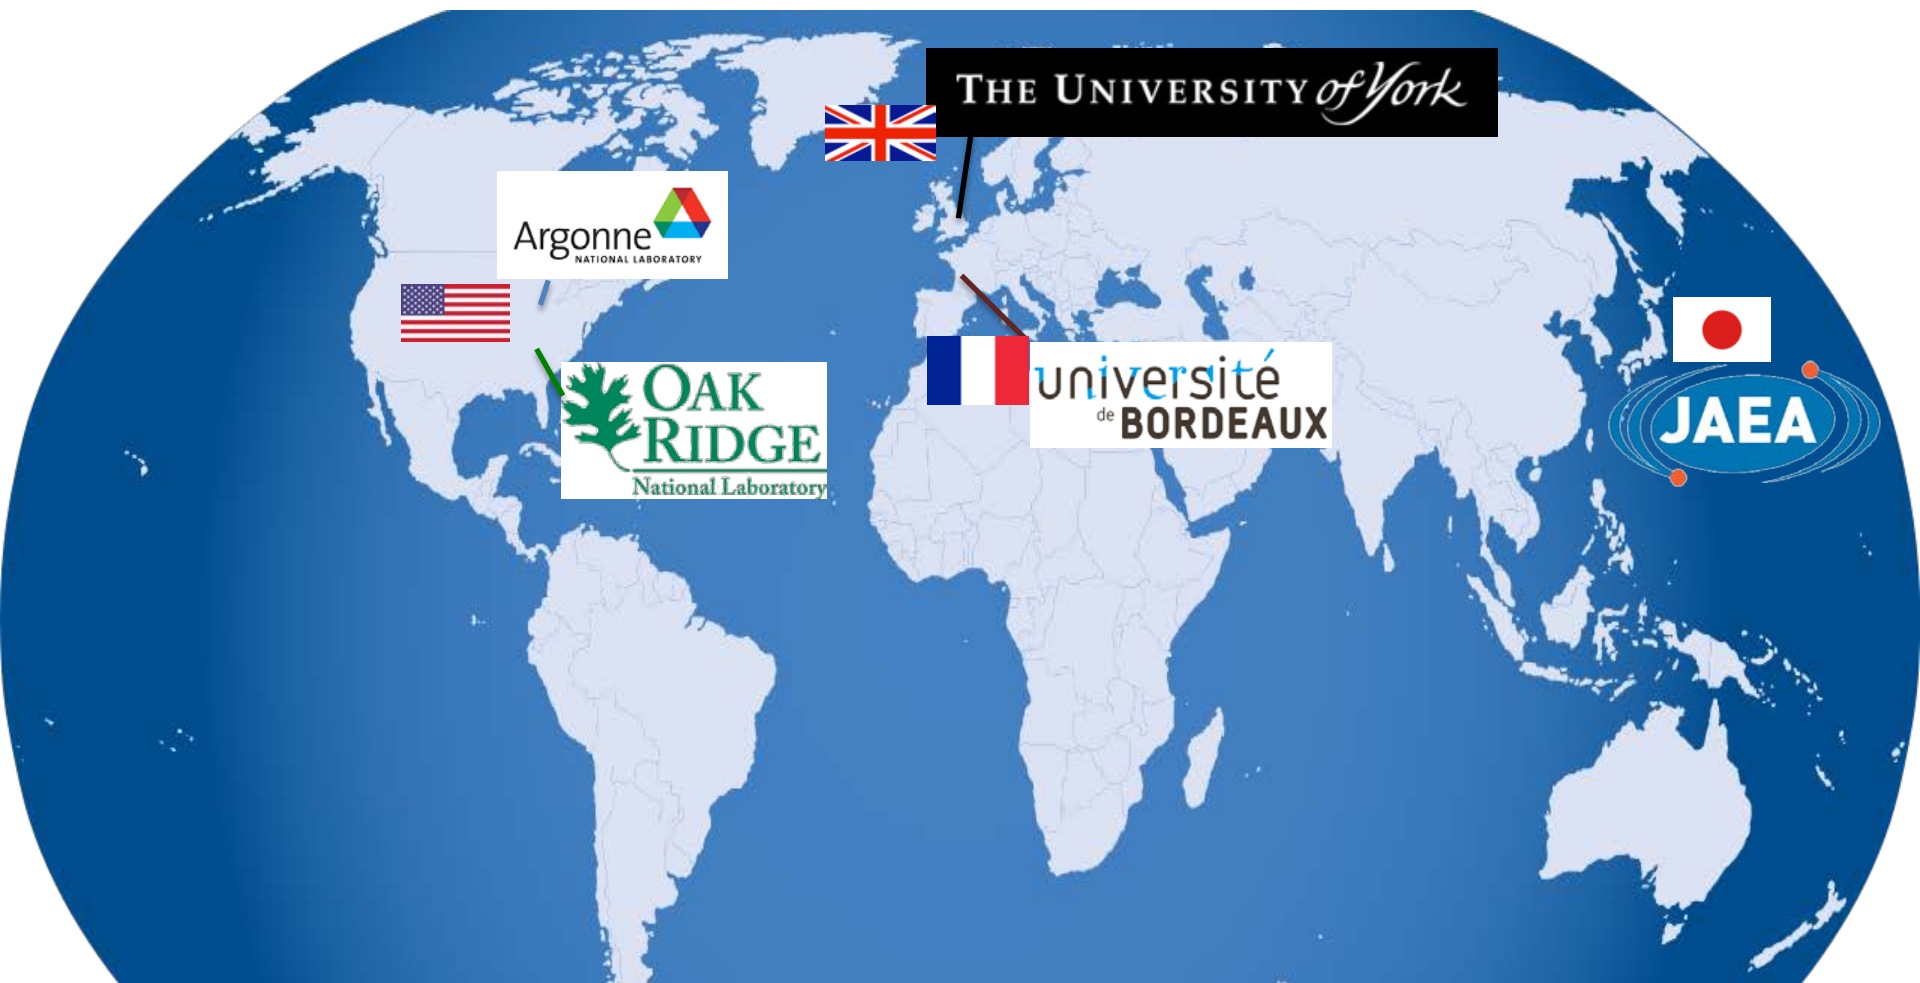 THE UNIVERSITY of York
Argonne
NATIONAL LABORATORY
OAK
RIDGE
National Laboratory
université
de BORDEAUX
JAEA